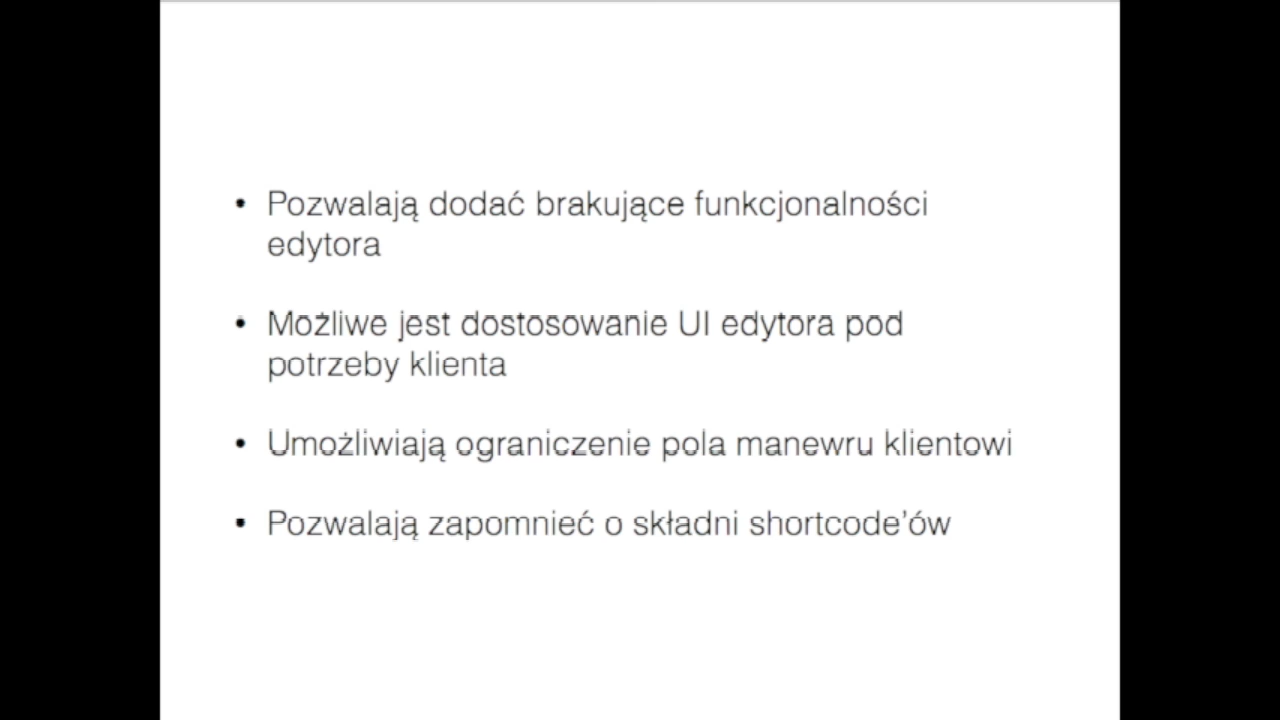 • Pozwalają dodać brakujące funkcjonalności
edytora
• Możliwe jest dostosowanie UI edytora pod
potrzeby klienta
• Umożliwiają ograniczenie pola manewru klientowi
• Pozwalają zapomnieć o składni shortcode’ów